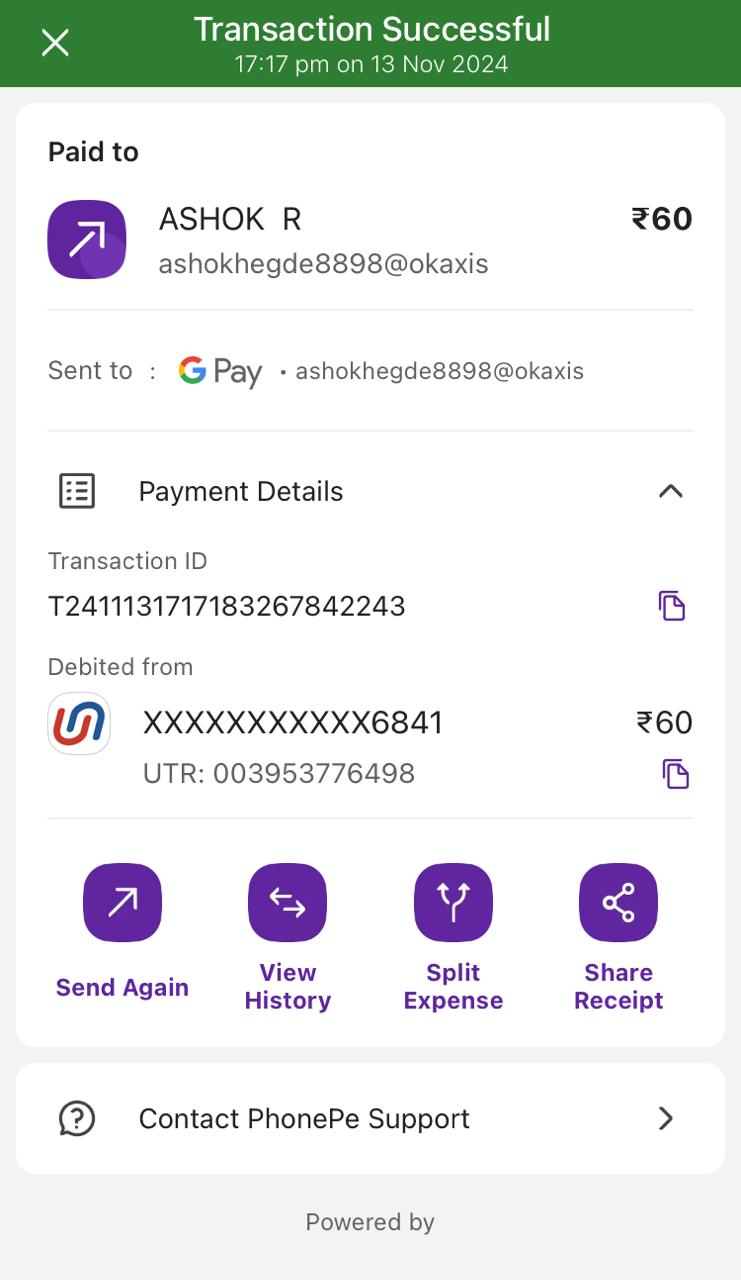 Transaction Successful
17:17 pm on 13 Nov 2024
Paid to
ASHOK R ₹60
ashokhegde8898@okaxis
Sent to : G Pay • ashokhegde8898@okaxis
Payment Details
Transaction ID
T2411131717183267842243
Debited from
XXXXXXXXXXX6841 ₹60
UTR: 003953776498
Send Again
View History
Split Expense
Share Receipt
Contact PhonePe Support
Powered by